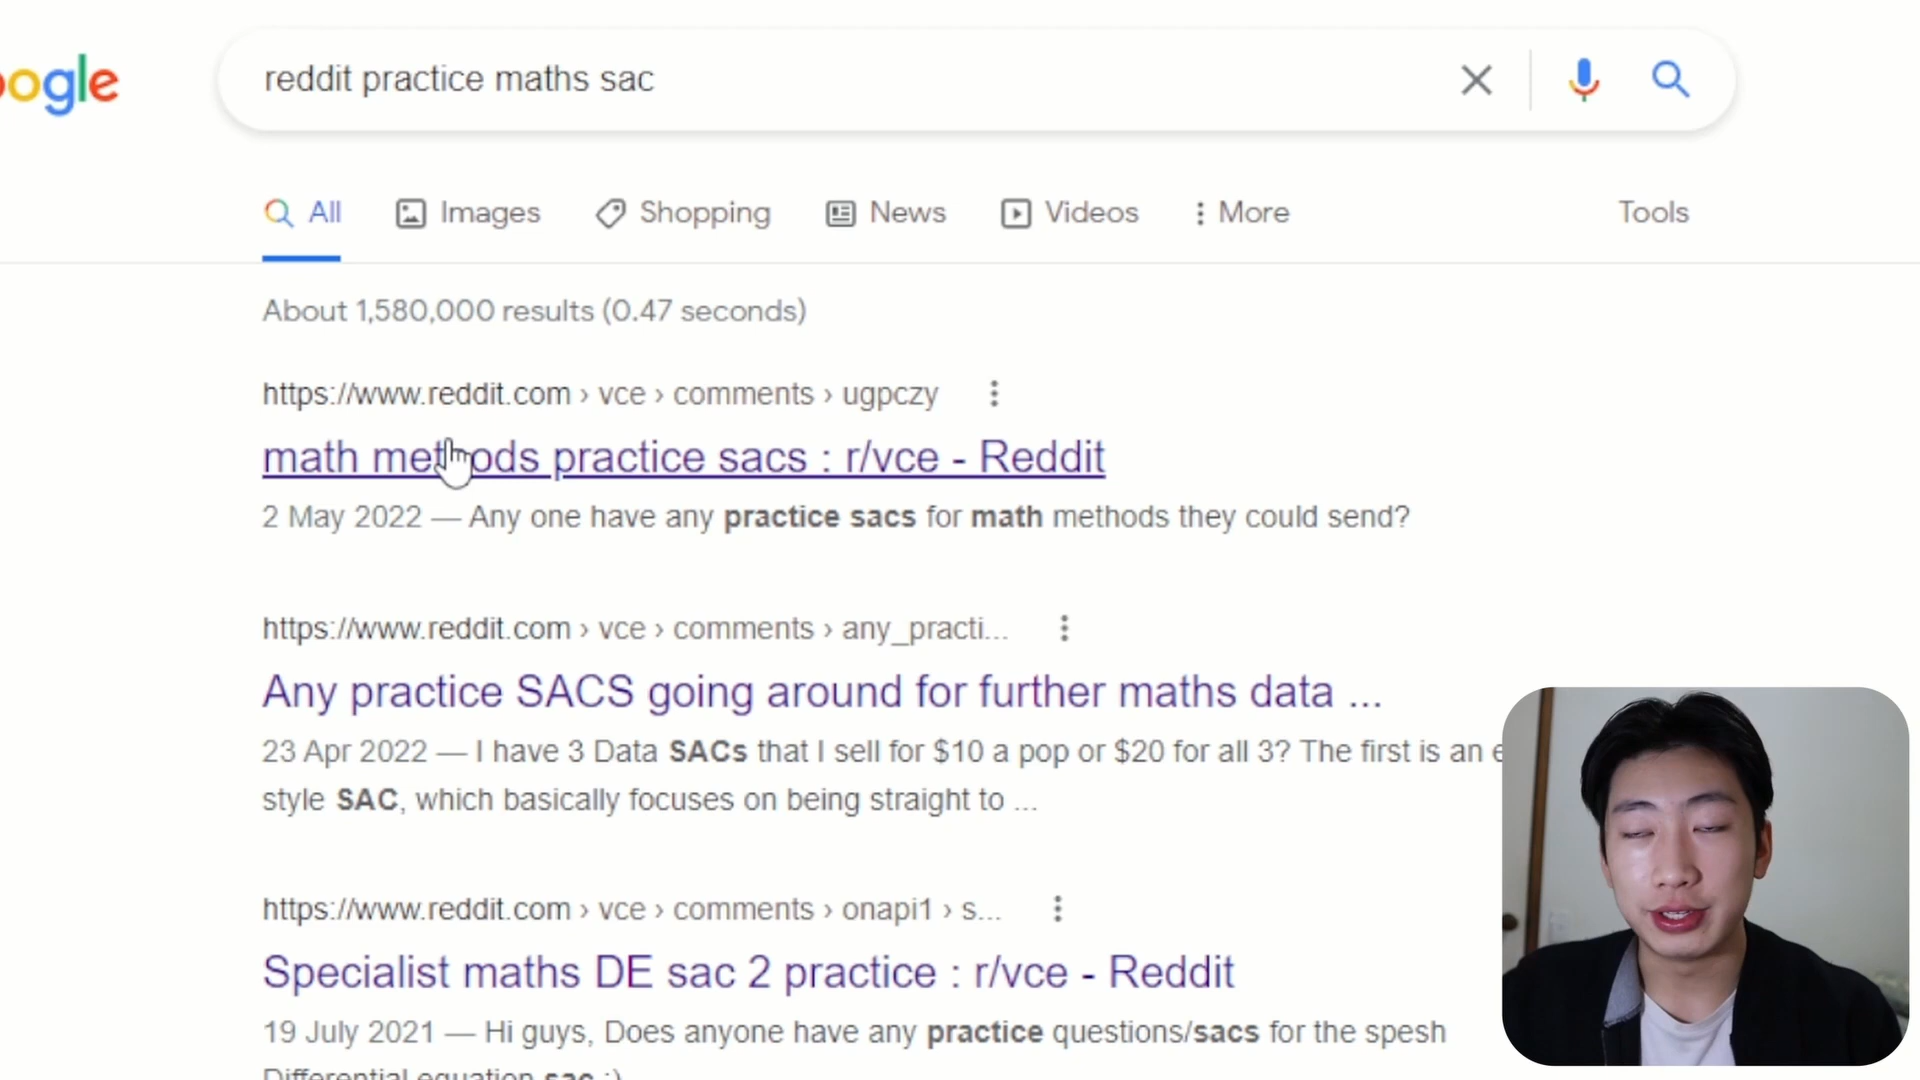 oogle
reddit practice maths sac
All Images Shopping News Videos More Tools
About 1,580,000 results (0.47 seconds)
https://www.reddit.com › vce › comments › ugpczy
math methods practice sacs : r/vce - Reddit
2 May 2022 — Any one have any practice sacs for math methods they could send?
https://www.reddit.com › vce › comments › any_practi...
Any practice SACS going around for further maths data ...
23 Apr 2022 — I have 3 Data SACs that I sell for $10 a pop or $20 for all 3? The first is an e
style SAC, which basically focuses on being straight to ...
https://www.reddit.com › vce › comments › onapi1 › s...
Specialist maths DE sac 2 practice : r/vce - Reddit
19 July 2021 — Hi guys, Does anyone have any practice questions/sacs for the spesh
Differential equation sac :)